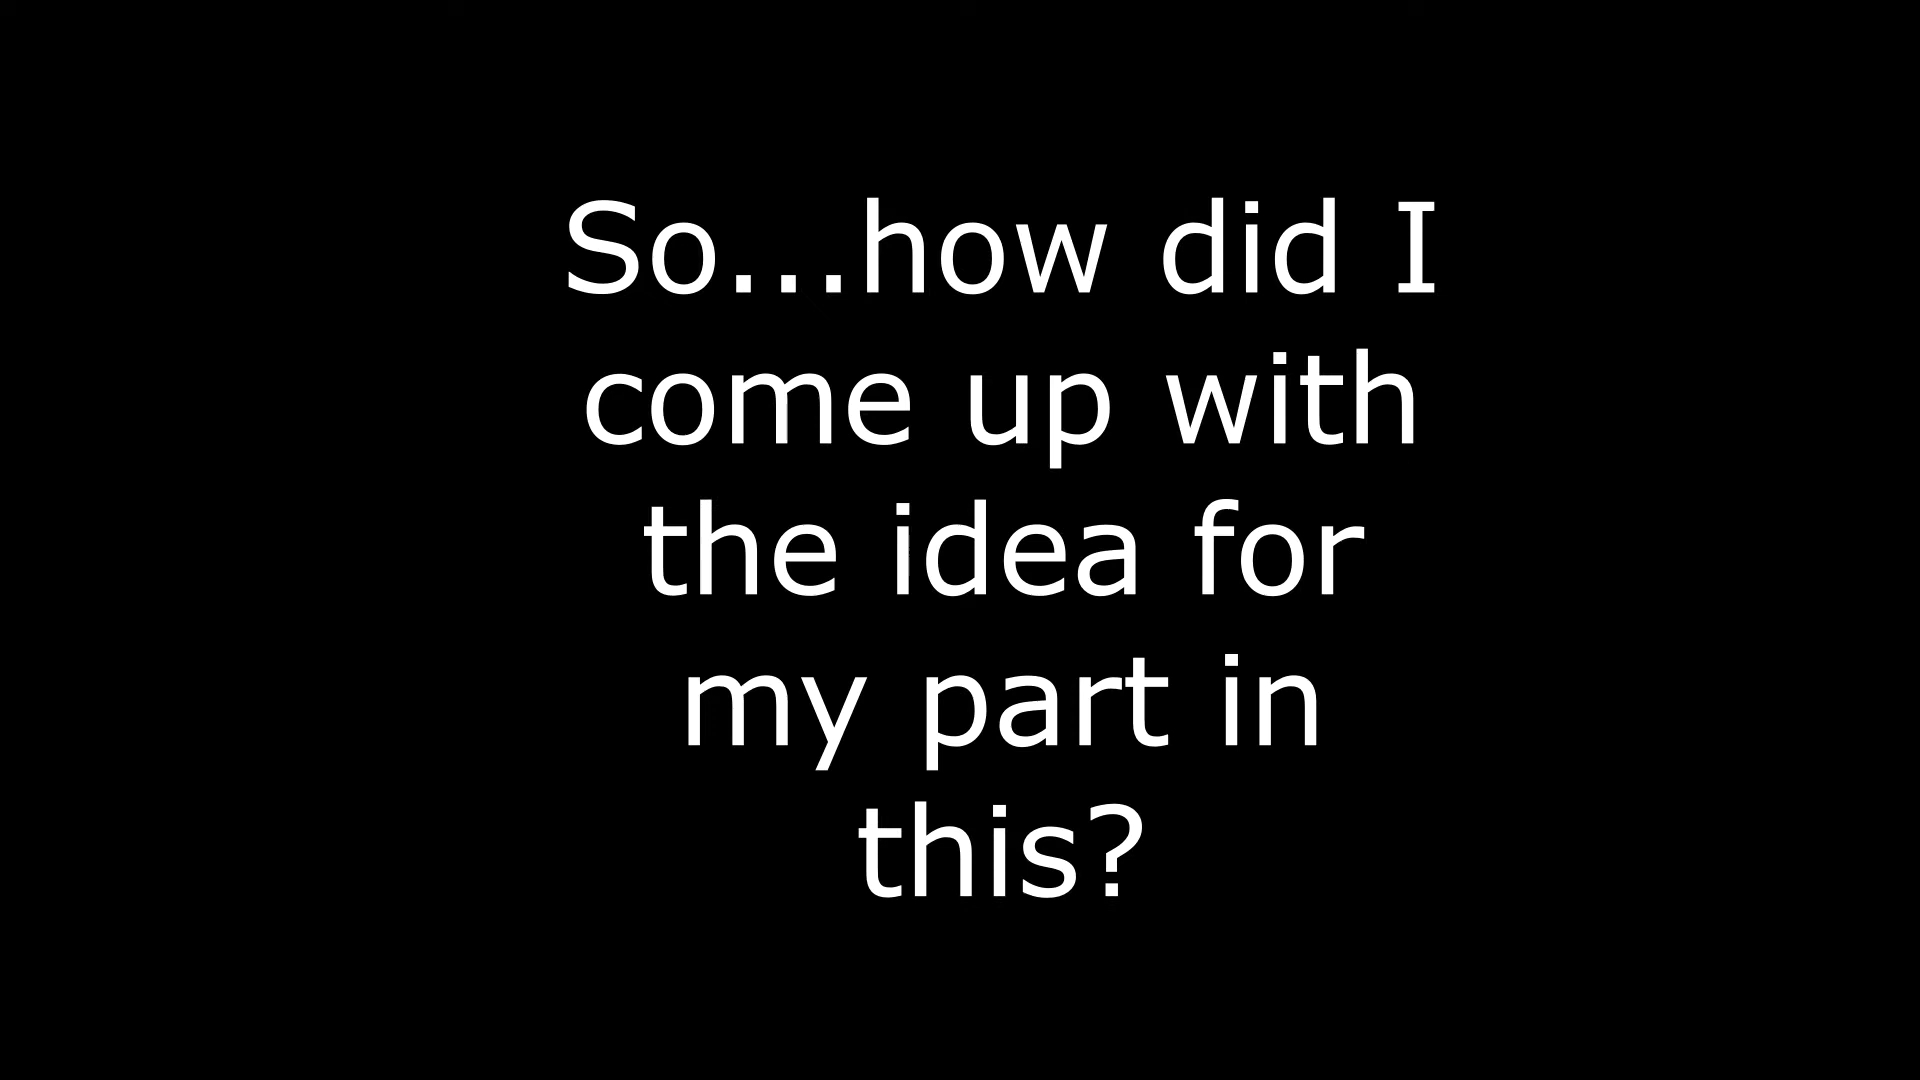 So...how did I
come up with
the idea for
my part in
this?